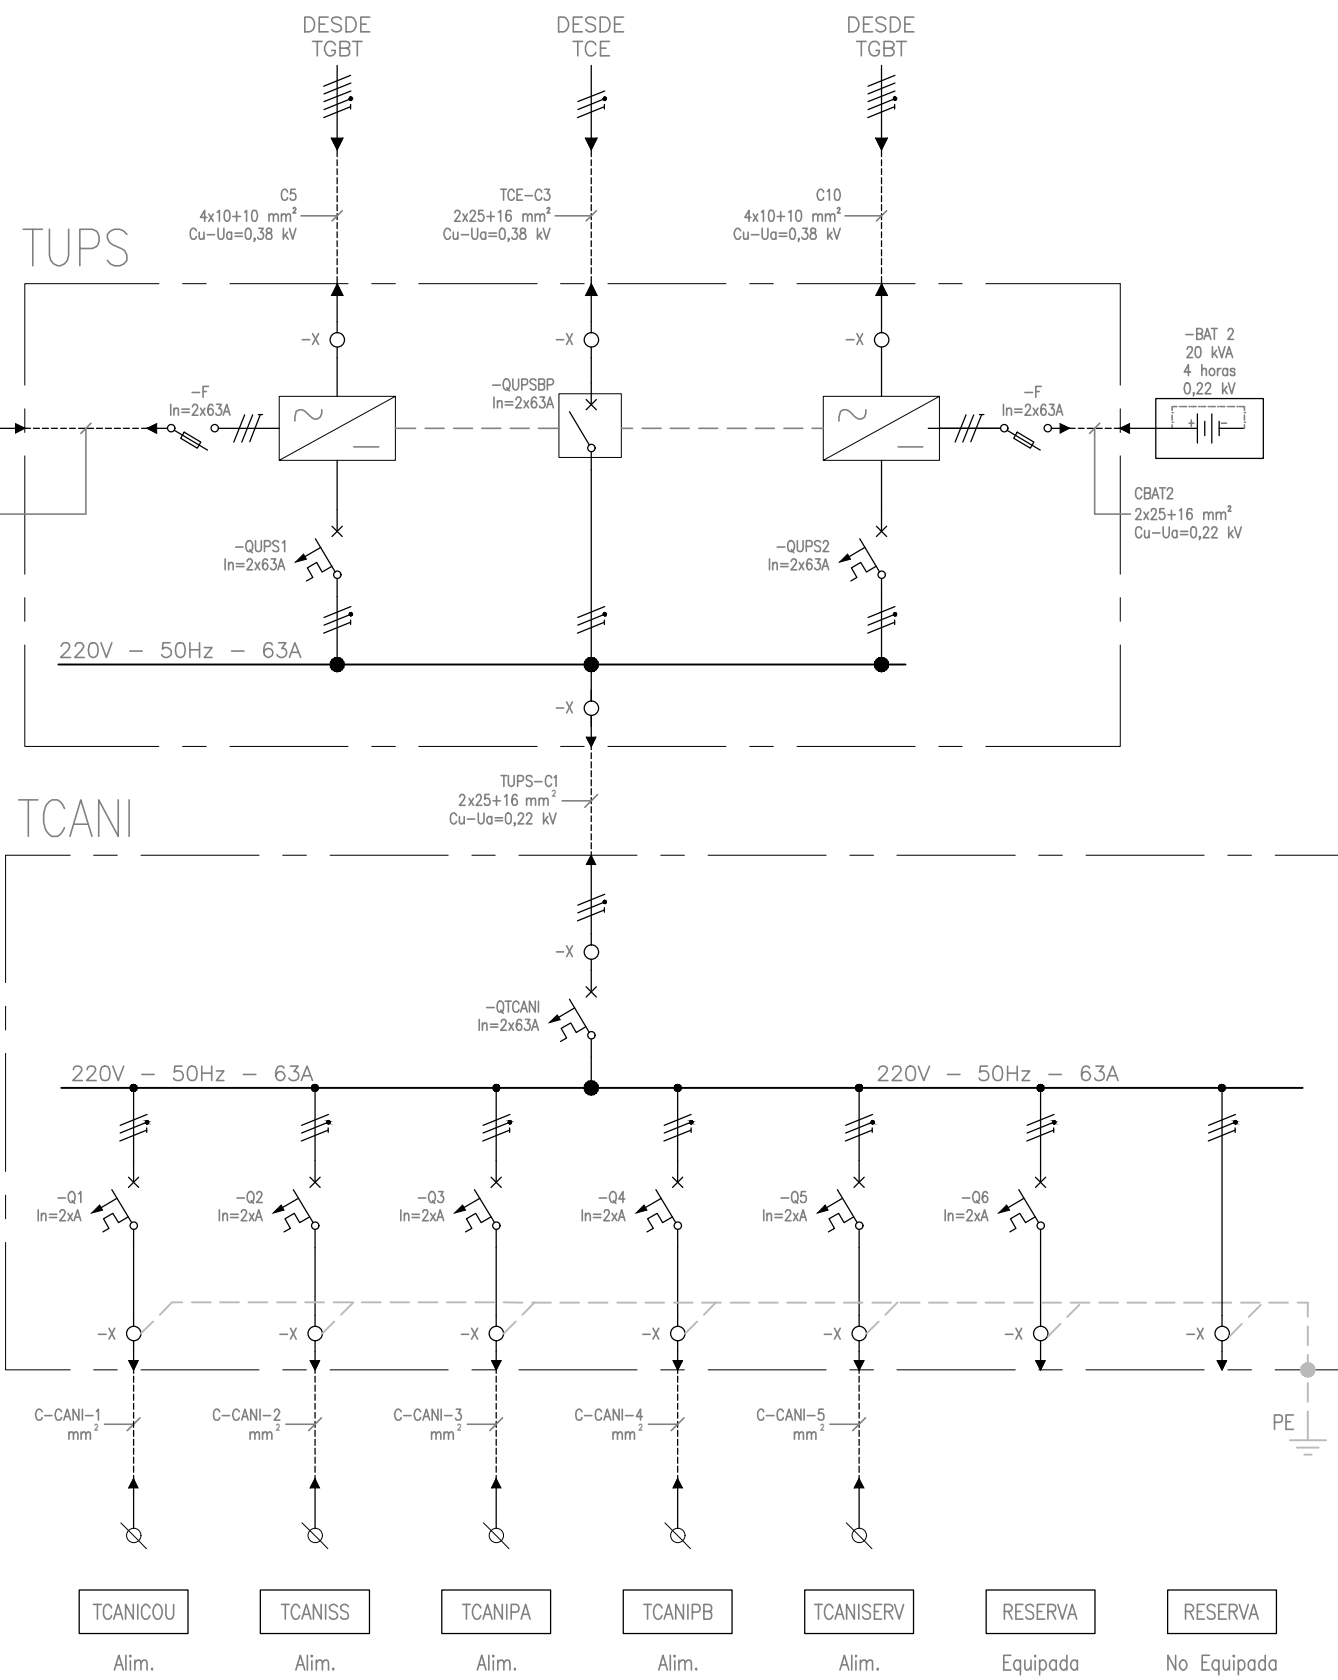 DESDE
TGBT
DESDE
TCE
DESDE
TGBT
C5
4x10+10 mm²
Cu-Ua=0,38 kV
TCE-C3
2x25+16 mm²
Cu-Ua=0,38 kV
C10
4x10+10 mm²
Cu-Ua=0,38 kV
TUPS
-X
-X
-X
-F
In=2x63A
-QUPSBP
In=2x63A
-F
In=2x63A
-BAT 2
20 kVA
4 horas
0,22 kV
+ -
CBAT2
2x25+16 mm²
Cu-Ua=0,22 kV
-QUPS1
In=2x63A
-QUPS2
In=2x63A
220V - 50Hz - 63A
-X
TUPS-C1
2x25+16 mm²
Cu-Ua=0,22 kV
TCANI
-X
-QTCANI
In=2x63A
220V - 50Hz - 63A
220V - 50Hz - 63A
-Q1
In=2xA
-Q2
In=2xA
-Q3
In=2xA
-Q4
In=2xA
-Q5
In=2xA
-Q6
In=2xA
-X
-X
-X
-X
-X
-X
-X
C-CANI-1
mm²
C-CANI-2
mm²
C-CANI-3
mm²
C-CANI-4
mm²
C-CANI-5
mm²
PE
TCANICOU
TCANISS
TCANIPA
TCANIPB
TCANISERV
RESERVA
RESERVA
Alim.
Alim.
Alim.
Alim.
Alim.
Equipada
No Equipada